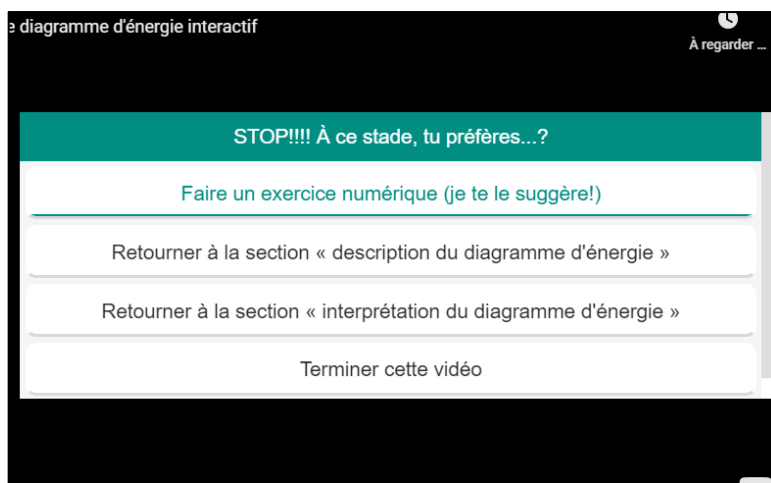 e diagramme d'énergie interactif
À regarder ...
STOP!!!! À ce stade, tu préfères...?
Faire un exercice numérique (je te le suggère!)
Retourner à la section « description du diagramme d'énergie »
Retourner à la section « interprétation du diagramme d'énergie »
Terminer cette vidéo